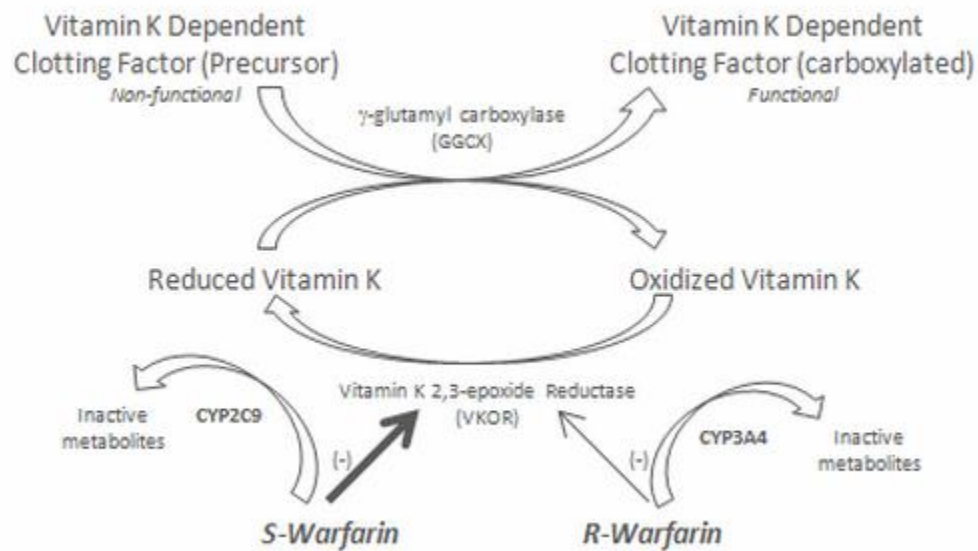 Vitamin K Dependent
Clotting Factor (Precursor)
Non-functional
Vitamin K Dependent
Clotting Factor (carboxylated)
Functional
γ-glutamyl carboxylase
(GGCX)
Reduced Vitamin K
Oxidized Vitamin K
Vitamin K 2,3-epoxide Reductase
(VKOR)
Inactive
metabolites
CYP2C9
(-)
(-)
CYP3A4
Inactive
metabolites
S-Warfarin
R-Warfarin